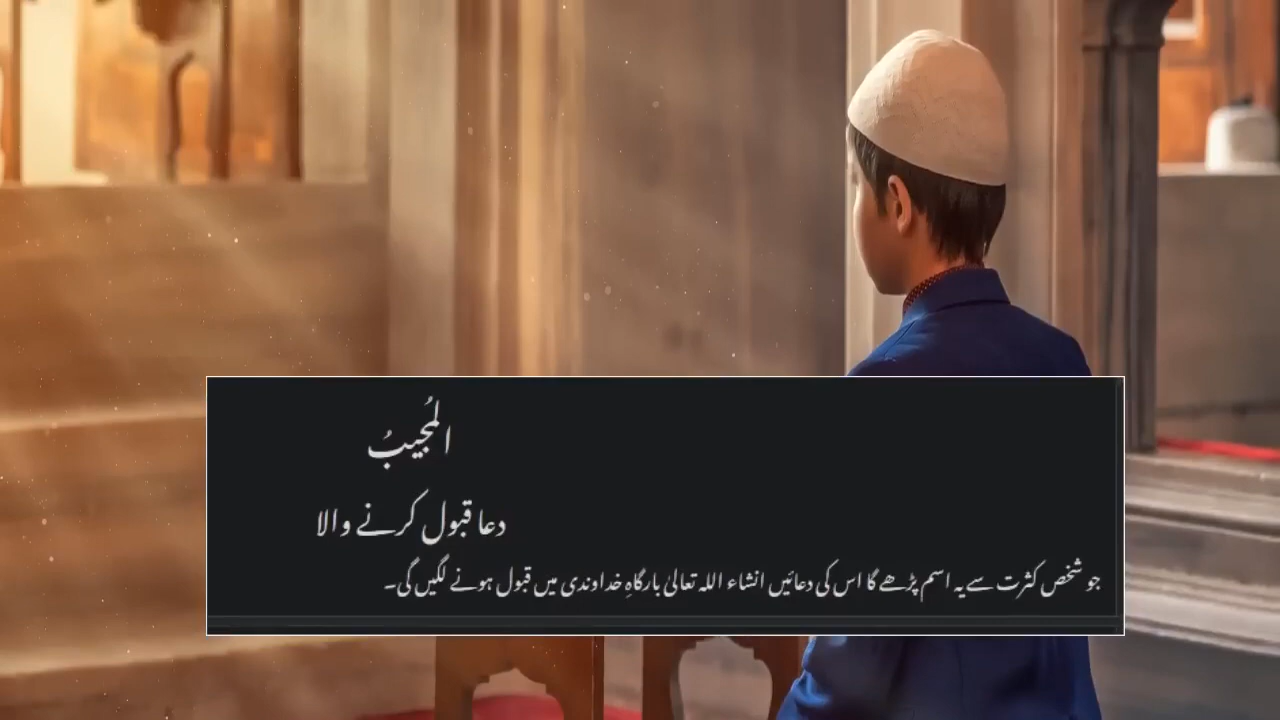 المُجیبُ
دعا قبول کرنے والا
جو شخص کثرت سے یہ اسم پڑھے گا اس کی دعائیں انشاء اللہ تعالیٰ بارگاہِ خداوندی میں قبول ہونے لگیں گی۔